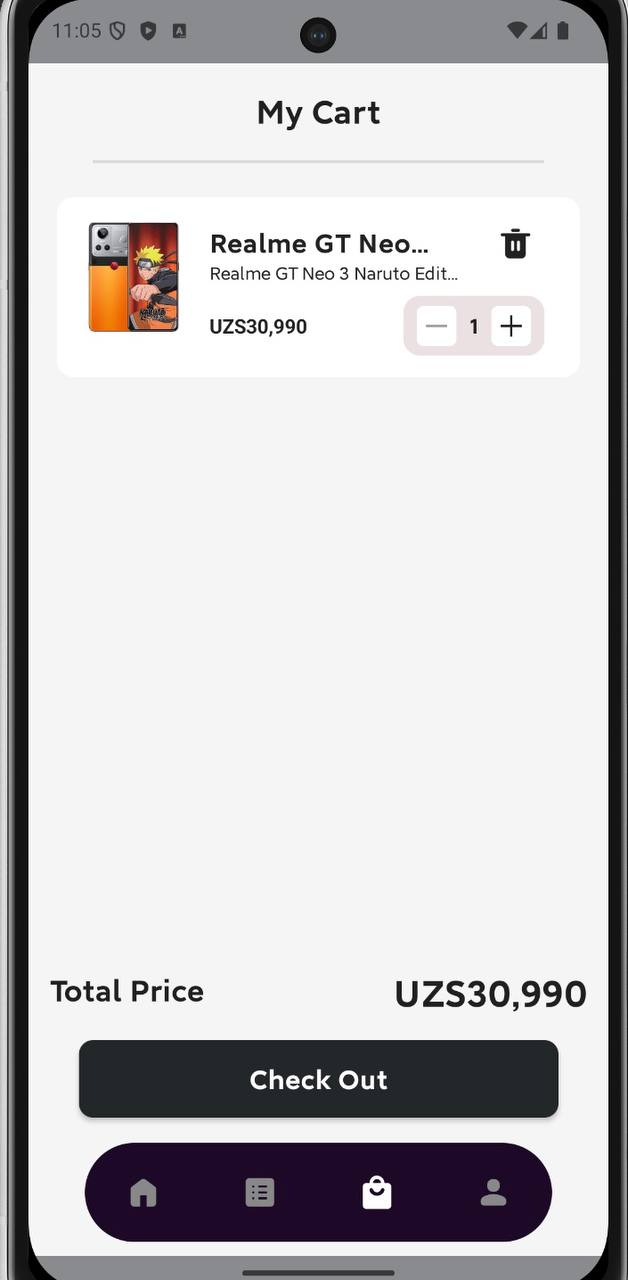 11:05
My Cart
Realme GT Neo...
Realme GT Neo 3 Naruto Edit...
UZS30,990
1
Total Price
UZS30,990
Check Out